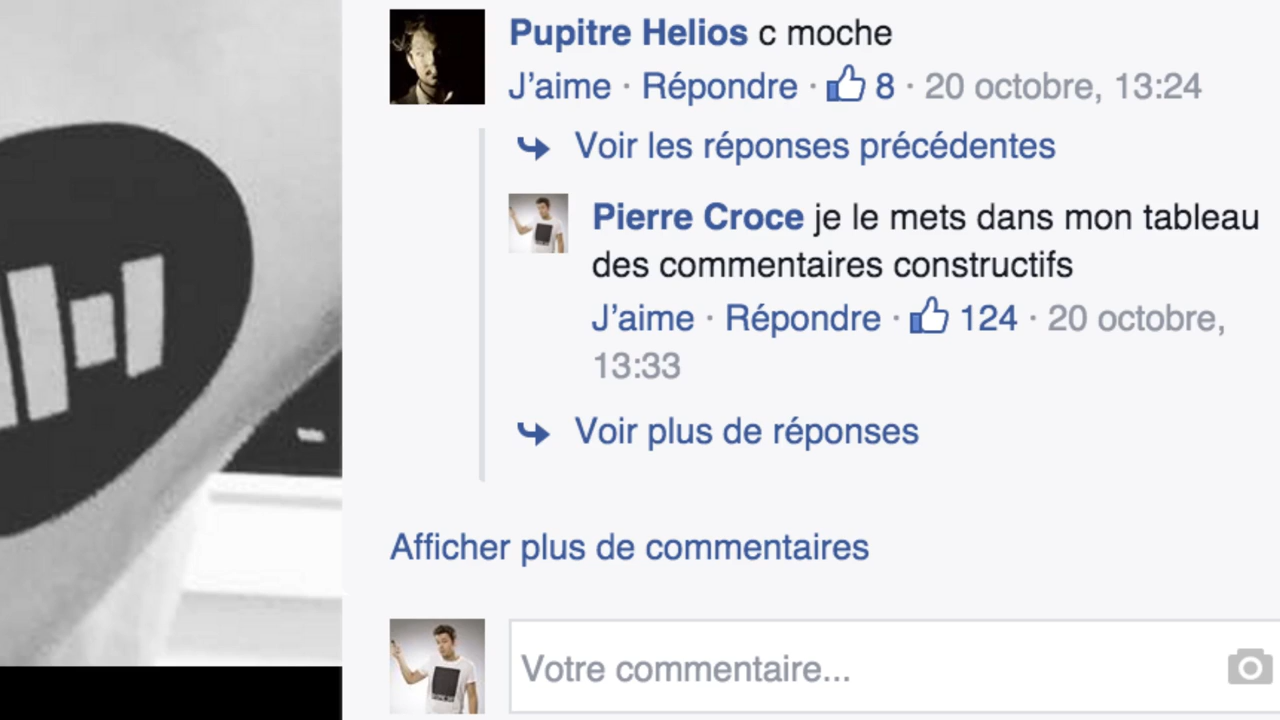 Pupitre Helios c moche
J’aime · Répondre · 8 · 20 octobre, 13:24
Voir les réponses précédentes
Pierre Croce je le mets dans mon tableau
des commentaires constructifs
J’aime · Répondre · 124 · 20 octobre,
13:33
Voir plus de réponses
Afficher plus de commentaires
Votre commentaire...